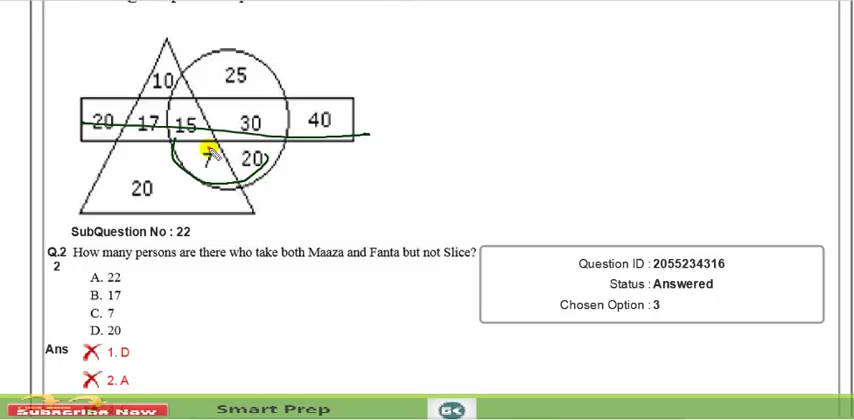 10
25
20 17 15 30 40
7 20
20
SubQuestion No : 22
Q.2 How many persons are there who take both Maaza and Fanta but not Slice?
2
A. 22
B. 17
C. 7
D. 20
Question ID : 2055234316
Status : Answered
Chosen Option : 3
Ans
1. D
2. A
Subscribe Now
Smart Prep
GK